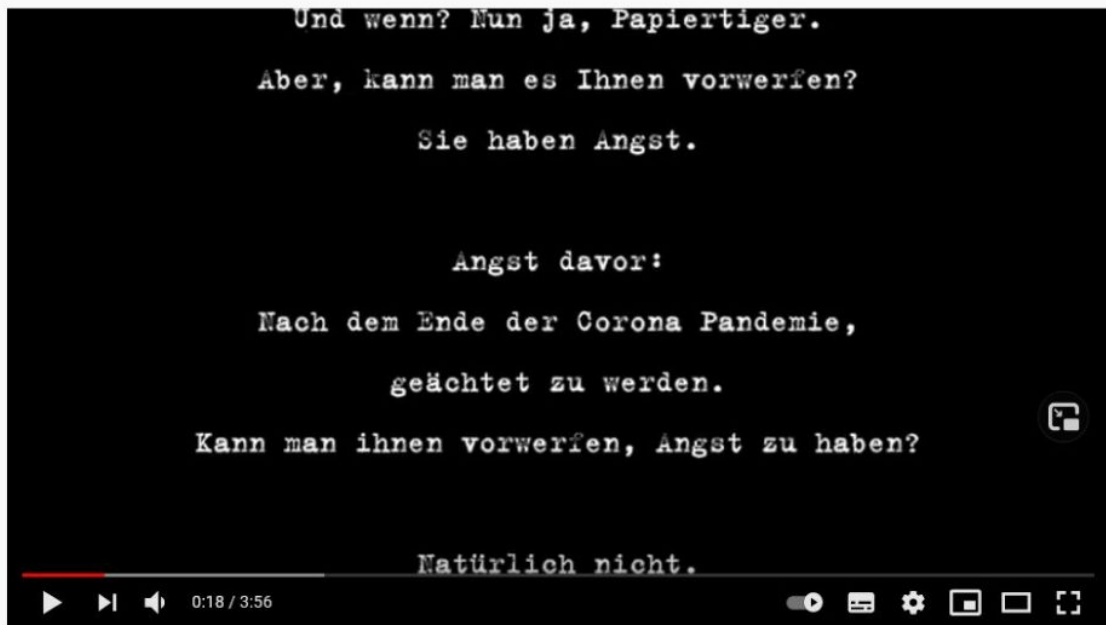 Und wenn? Nun ja, Papiertiger.
Aber, kann man es Ihnen vorwerfen?
Sie haben Angst.
Angst davor:
Nach dem Ende der Corona Pandemie,
geächtet zu werden.
Kann man ihnen vorwerfen, Angst zu haben?
Natürlich nicht.
0:18 / 3:56